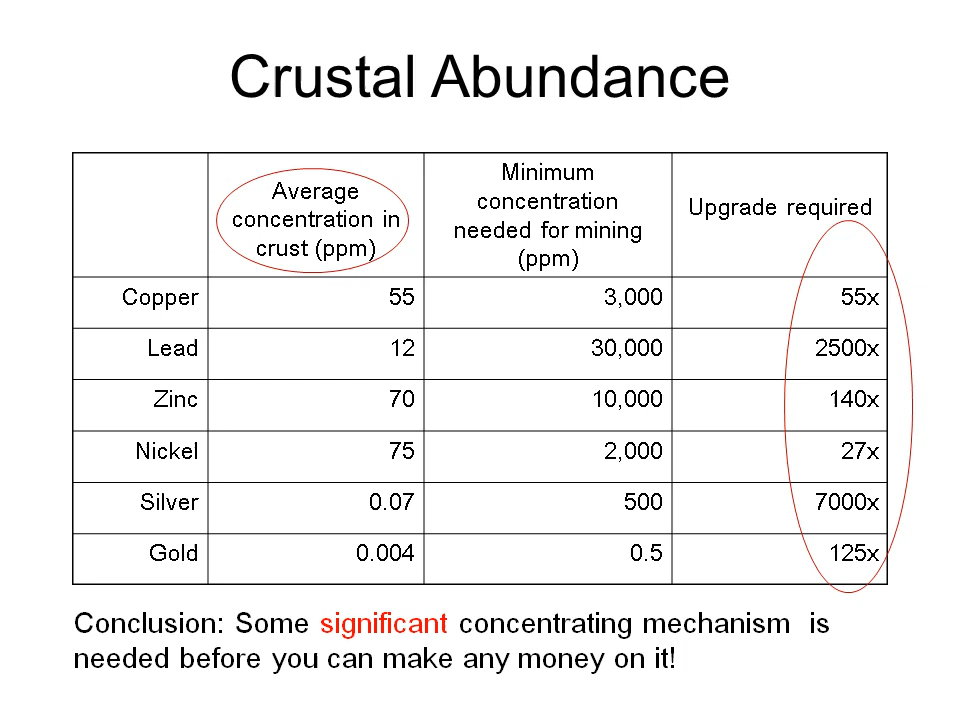 Crustal Abundance
Average
concentration in
crust (ppm)
Minimum
concentration
needed for mining
(ppm)
Upgrade required
Copper 55 3,000 55x
Lead 12 30,000 2500x
Zinc 70 10,000 140x
Nickel 75 2,000 27x
Silver 0.07 500 7000x
Gold 0.004 0.5 125x
Conclusion: Some significant concentrating mechanism is
needed before you can make any money on it!